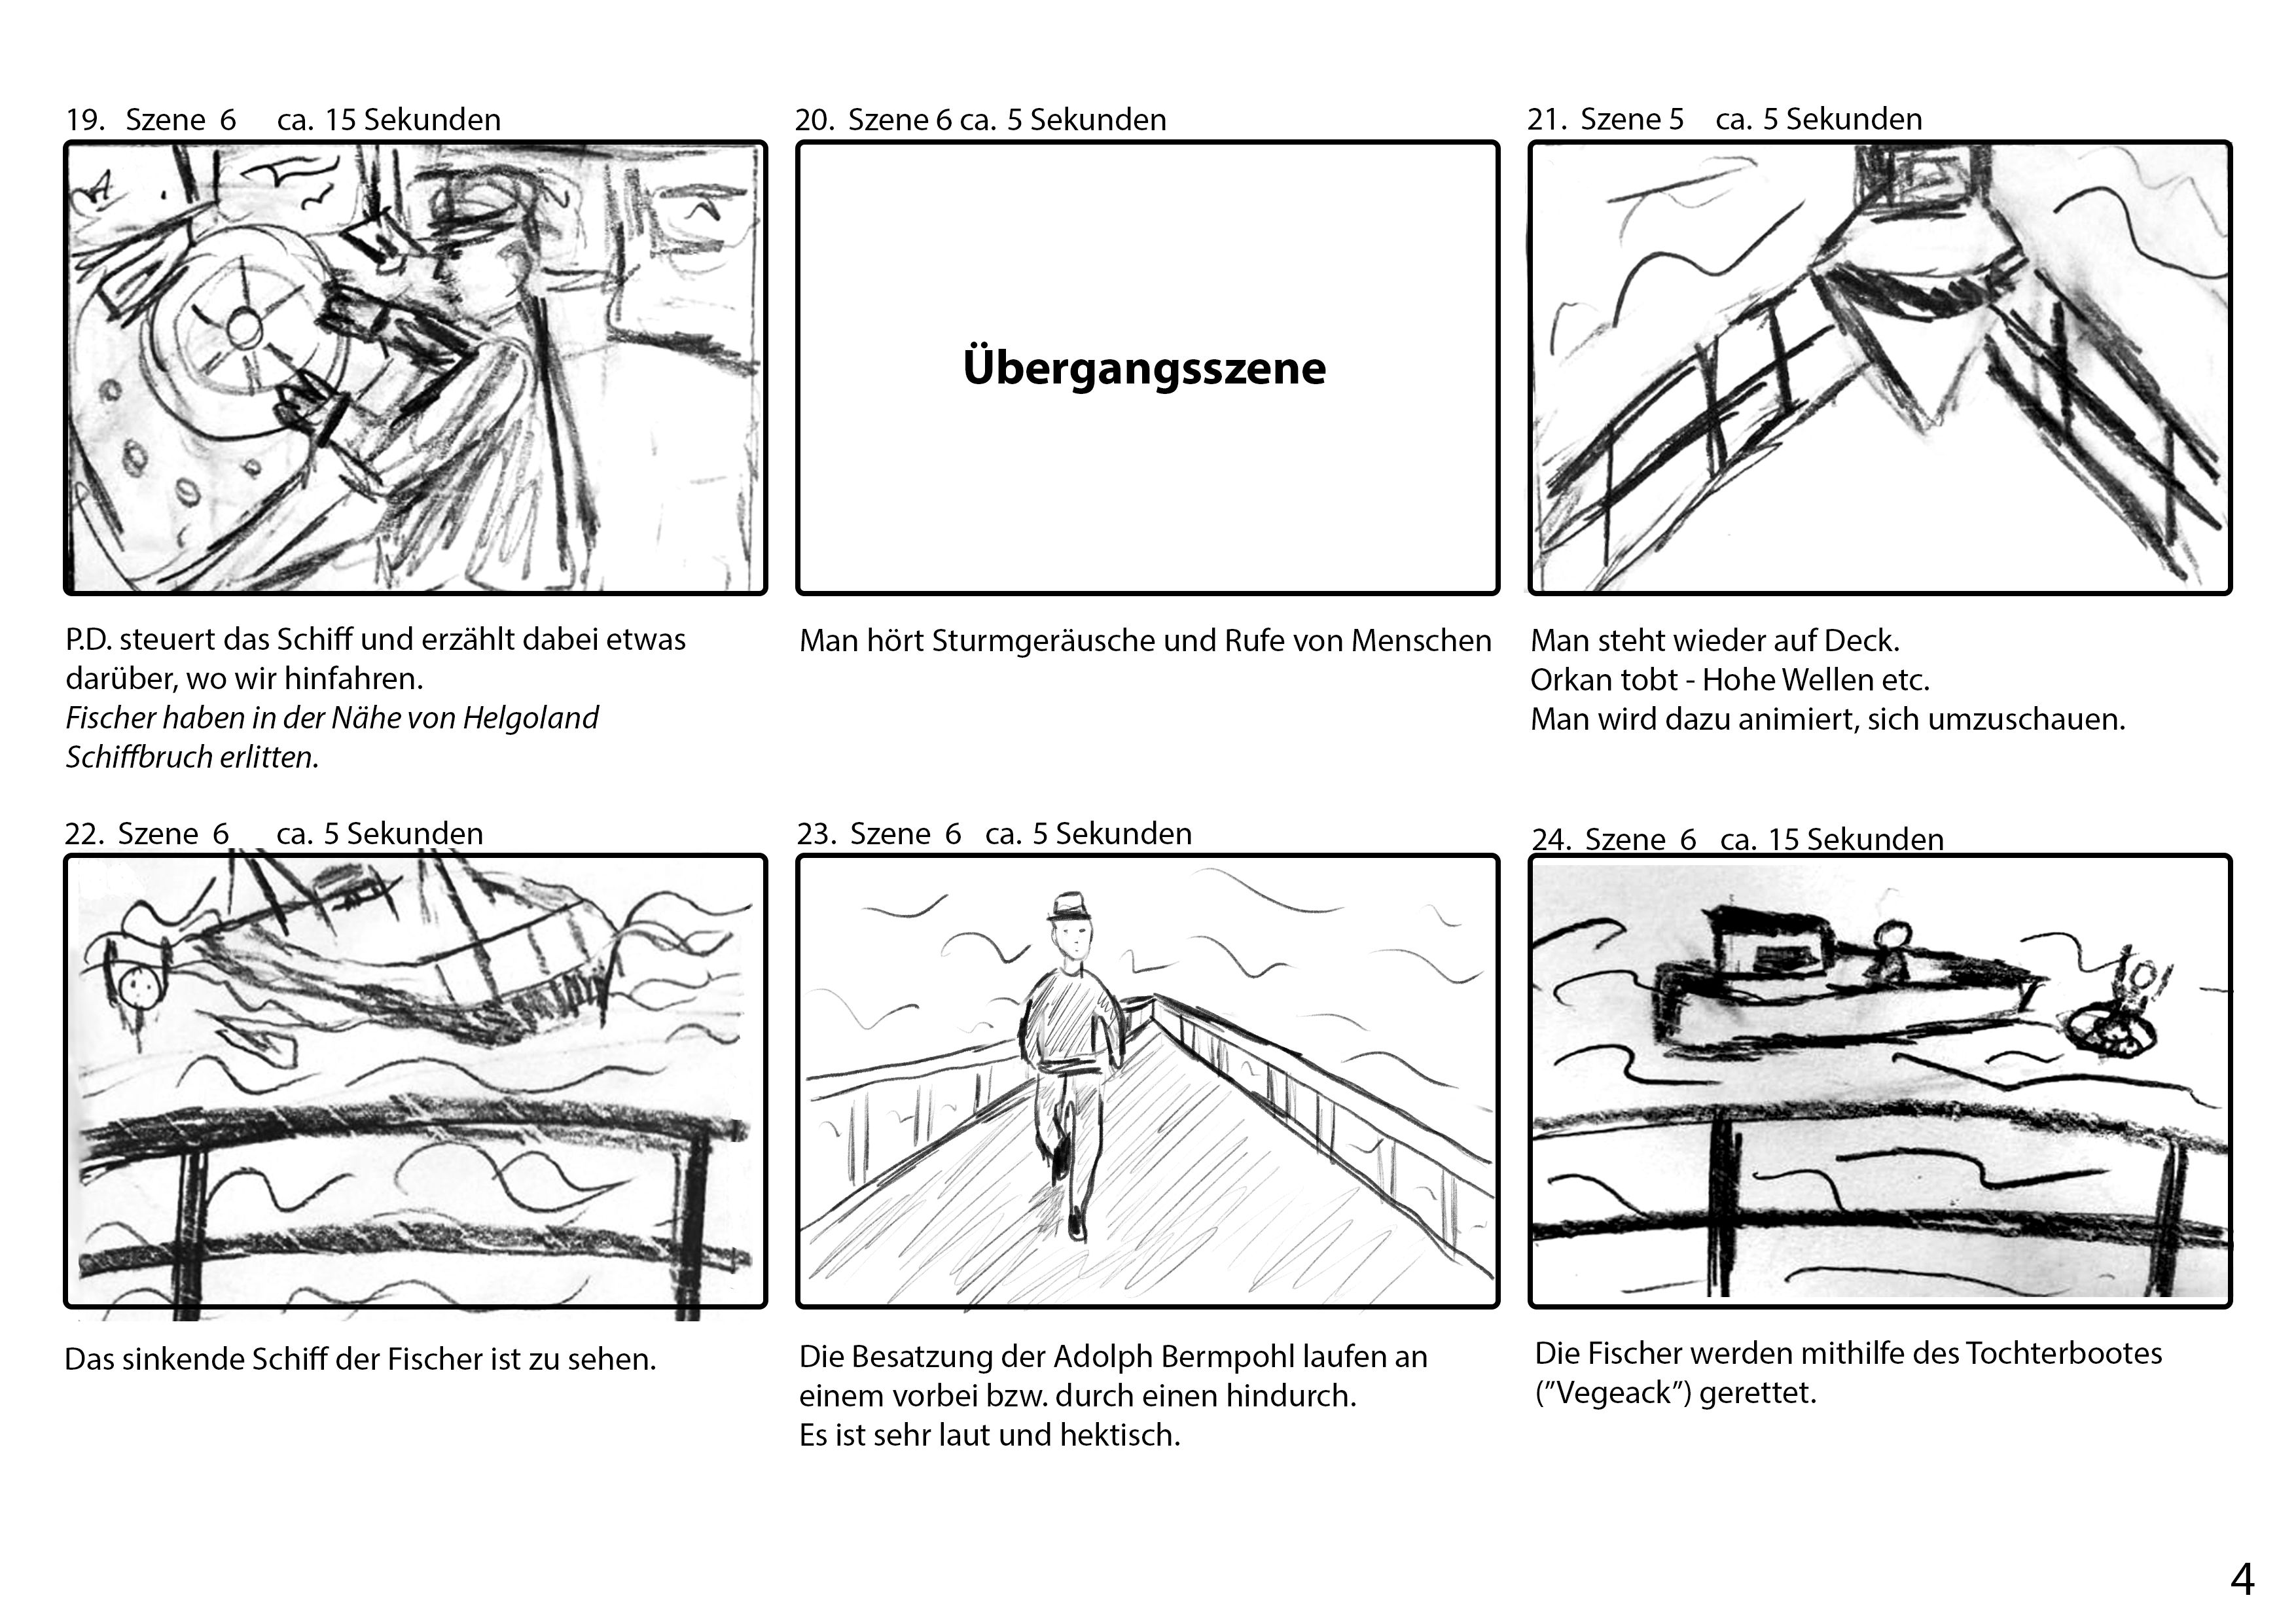 19. Szene 6 ca. 15 Sekunden
P.D. steuert das Schiff und erzählt dabei etwas
darüber, wo wir hinfahren.
Fischer haben in der Nähe von Helgoland
Schiffbruch erlitten.
20. Szene 6 ca. 5 Sekunden
Übergangsszene
Man hört Sturmgeräusche und Rufe von Menschen
21. Szene 5 ca. 5 Sekunden
Man steht wieder auf Deck.
Orkan tobt - Hohe Wellen etc.
Man wird dazu animiert, sich umzuschauen.
22. Szene 6 ca. 5 Sekunden
Das sinkende Schiff der Fischer ist zu sehen.
23. Szene 6 ca. 5 Sekunden
Die Besatzung der Adolph Bermpohl laufen an
einem vorbei bzw. durch einen hindurch.
Es ist sehr laut und hektisch.
24. Szene 6 ca. 15 Sekunden
Die Fischer werden mithilfe des Tochterbootes
(”Vegeack”) gerettet.
4